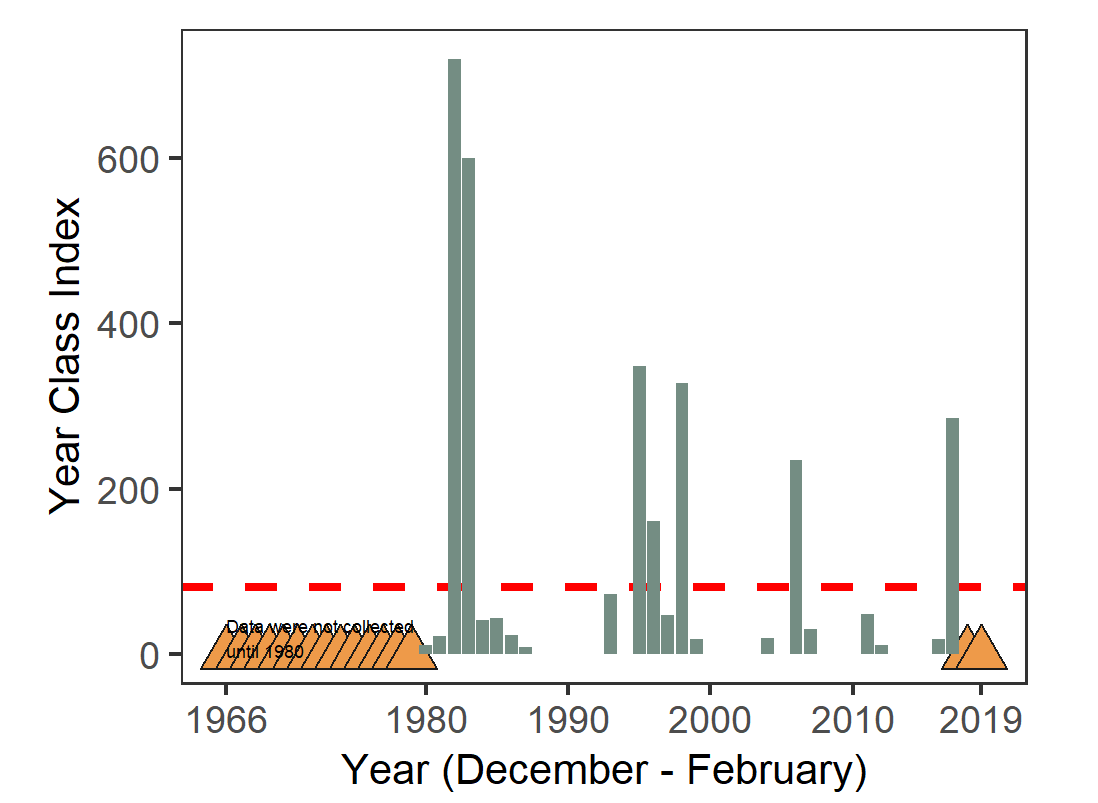 600
400
200
0
Year Class Index
Data were not collected
until 1980
1966
1980
1990
2000
2010
2019
Year (December - February)